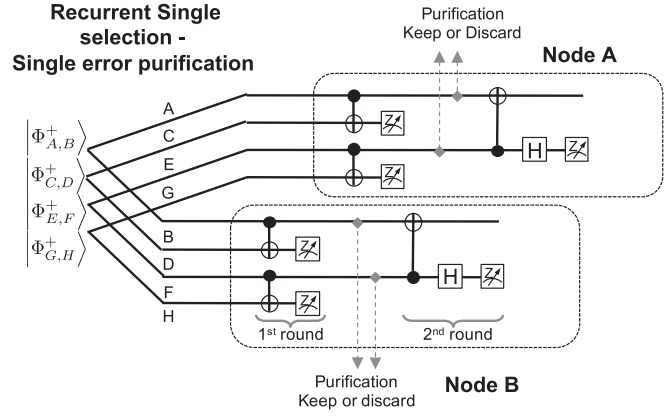 Recurrent Single
selection -
Single error purification
Purification
Keep or Discard
Node A
A
C
E
G
|Φ⁺A,B⟩
|Φ⁺C,D⟩
|Φ⁺E,F⟩
|Φ⁺G,H⟩
Z
Z
H Z
B
D
F
H
Z
Z
H Z
1st round
2nd round
Purification
Keep or discard
Node B